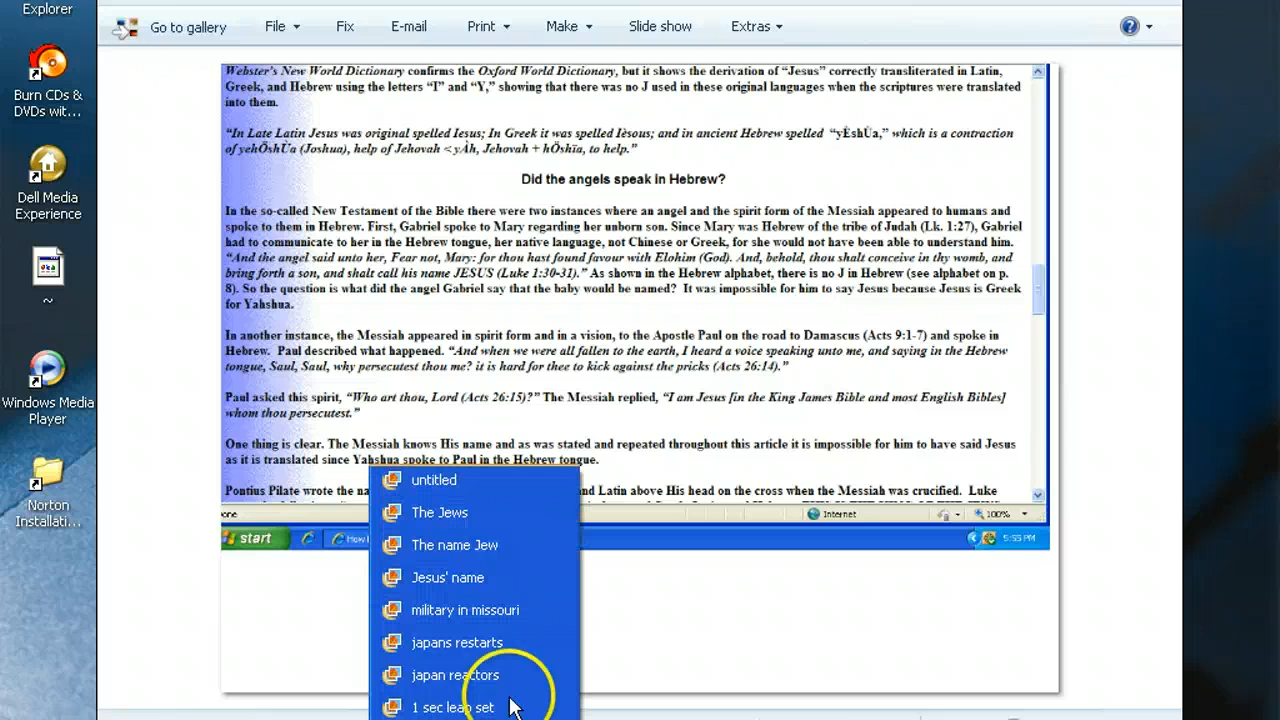 Explorer
Go to gallery File Fix E-mail Print Make Slide show Extras
Burn CDs &
DVDs wit...
Dell Media
Experience
~
Windows Media
Player
Norton
Installati...
Webster's New World Dictionary confirms the Oxford World Dictionary, but it shows the derivation of "Jesus" correctly transliterated in Latin,
Greek, and Hebrew using the letters "I" and "Y," showing that there was no J used in these original languages when the scriptures were translated
into them.
"In Late Latin Jesus was original spelled Iesus; In Greek it was spelled Ièsous; and in ancient Hebrew spelled "yÈshÜa," which is a contraction
of yehÕshÜa (Joshua), help of Jehovah < yÀh, Jehovah + hÕshia, to help."
Did the angels speak in Hebrew?
In the so-called New Testament of the Bible there were two instances where an angel and the spirit form of the Messiah appeared to humans and
spoke to them in Hebrew. First, Gabriel spoke to Mary regarding her unborn son. Since Mary was Hebrew of the tribe of Judah (Lk. 1:27), Gabriel
had to communicate to her in the Hebrew tongue, her native language, not Chinese or Greek, for she would not have been able to understand him.
"And the angel said unto her, Fear not, Mary: for thou hast found favour with Elohim (God). And, behold, thou shalt conceive in thy womb, and
bring forth a son, and shalt call his name JESUS (Luke 1:30-31)." As shown in the Hebrew alphabet, there is no J in Hebrew (see alphabet on p.
8). So the question is what did the angel Gabriel say that the baby would be named? It was impossible for him to say Jesus because Jesus is Greek
for Yahshua.
In another instance, the Messiah appeared in spirit form and in a vision, to the Apostle Paul on the road to Damascus (Acts 9:1-7) and spoke in
Hebrew. Paul described what happened. "And when we were all fallen to the earth, I heard a voice speaking unto me, and saying in the Hebrew
tongue, Saul, Saul, why persecutest thou me? it is hard for thee to kick against the pricks (Acts 26:14)."
Paul asked this spirit, "Who art thou, Lord (Acts 26:15)?" The Messiah replied, "I am Jesus [in the King James Bible and most English Bibles]
whom thou persecutest."
One thing is clear. The Messiah knows His name and as was stated and repeated throughout this article it is impossible for him to have said Jesus
as it is translated since Yahshua spoke to Paul in the Hebrew tongue.
Pontius Pilate wrote the na and Latin above His head on the cross when the Messiah was crucified. Luke
one Internet 100%
start How 5:55 PM
untitled
The Jews
The name Jew
Jesus' name
military in missouri
japans restarts
japan reactors
1 sec leap set